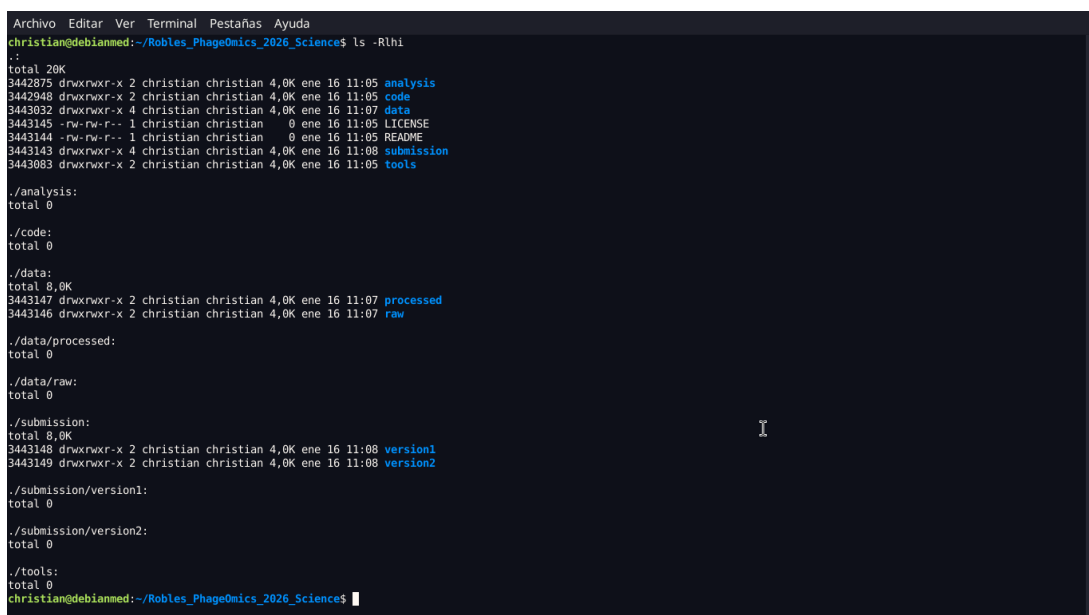 Archivo Editar Ver Terminal Pestañas Ayuda
christian@debianmed:~/Robles_PhageOmics_2026_Science$ ls -Rlhi
.:
total 20K
3442875 drwxrwxr-x 2 christian christian 4,0K ene 16 11:05 analysis
3442948 drwxrwxr-x 2 christian christian 4,0K ene 16 11:05 code
3443032 drwxrwxr-x 4 christian christian 4,0K ene 16 11:07 data
3443145 -rw-rw-r-- 1 christian christian    0 ene 16 11:05 LICENSE
3443144 -rw-rw-r-- 1 christian christian    0 ene 16 11:05 README
3443143 drwxrwxr-x 4 christian christian 4,0K ene 16 11:08 submission
3443083 drwxrwxr-x 2 christian christian 4,0K ene 16 11:05 tools

./analysis:
total 0

./code:
total 0

./data:
total 8,0K
3443147 drwxrwxr-x 2 christian christian 4,0K ene 16 11:07 processed
3443146 drwxrwxr-x 2 christian christian 4,0K ene 16 11:07 raw

./data/processed:
total 0

./data/raw:
total 0

./submission:
total 8,0K
3443148 drwxrwxr-x 2 christian christian 4,0K ene 16 11:08 version1
3443149 drwxrwxr-x 2 christian christian 4,0K ene 16 11:08 version2

./submission/version1:
total 0

./submission/version2:
total 0

./tools:
total 0
christian@debianmed:~/Robles_PhageOmics_2026_Science$